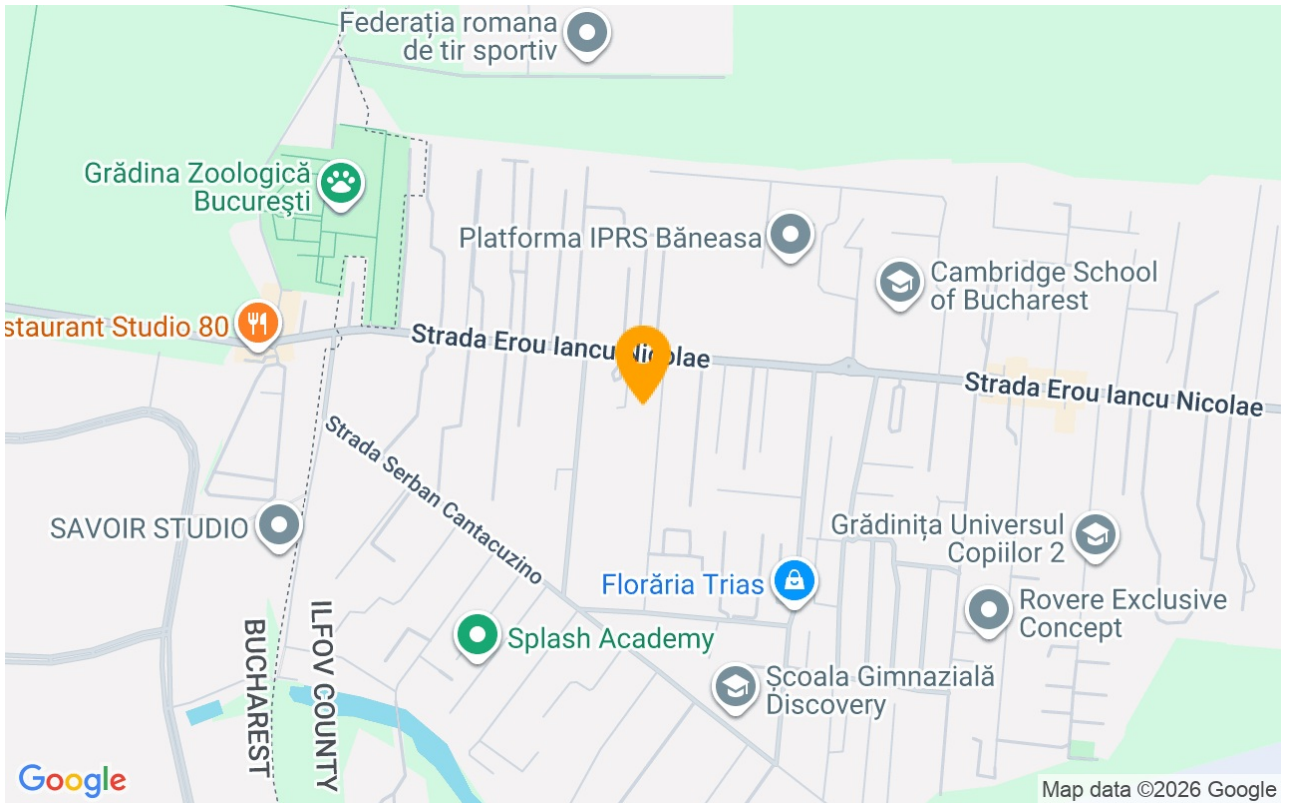 Federația romana
de tir sportiv
Grădina Zoologică
Bucureşti
Platforma IPRS Băneasa
Cambridge School
of Bucharest
staurant Studio 80
Strada Erou Iancu Nicolae
Strada Erou Iancu Nicolae
Strada Serban Cantacuzino
SAVOIR STUDIO
Grădinița Universul
Copiilor 2
Florăria Trias
Rovere Exclusive
Concept
Splash Academy
BUCHAREST
ILFOV COUNTY
Școala Gimnazială
Discovery
Google
Map data ©2026 Google